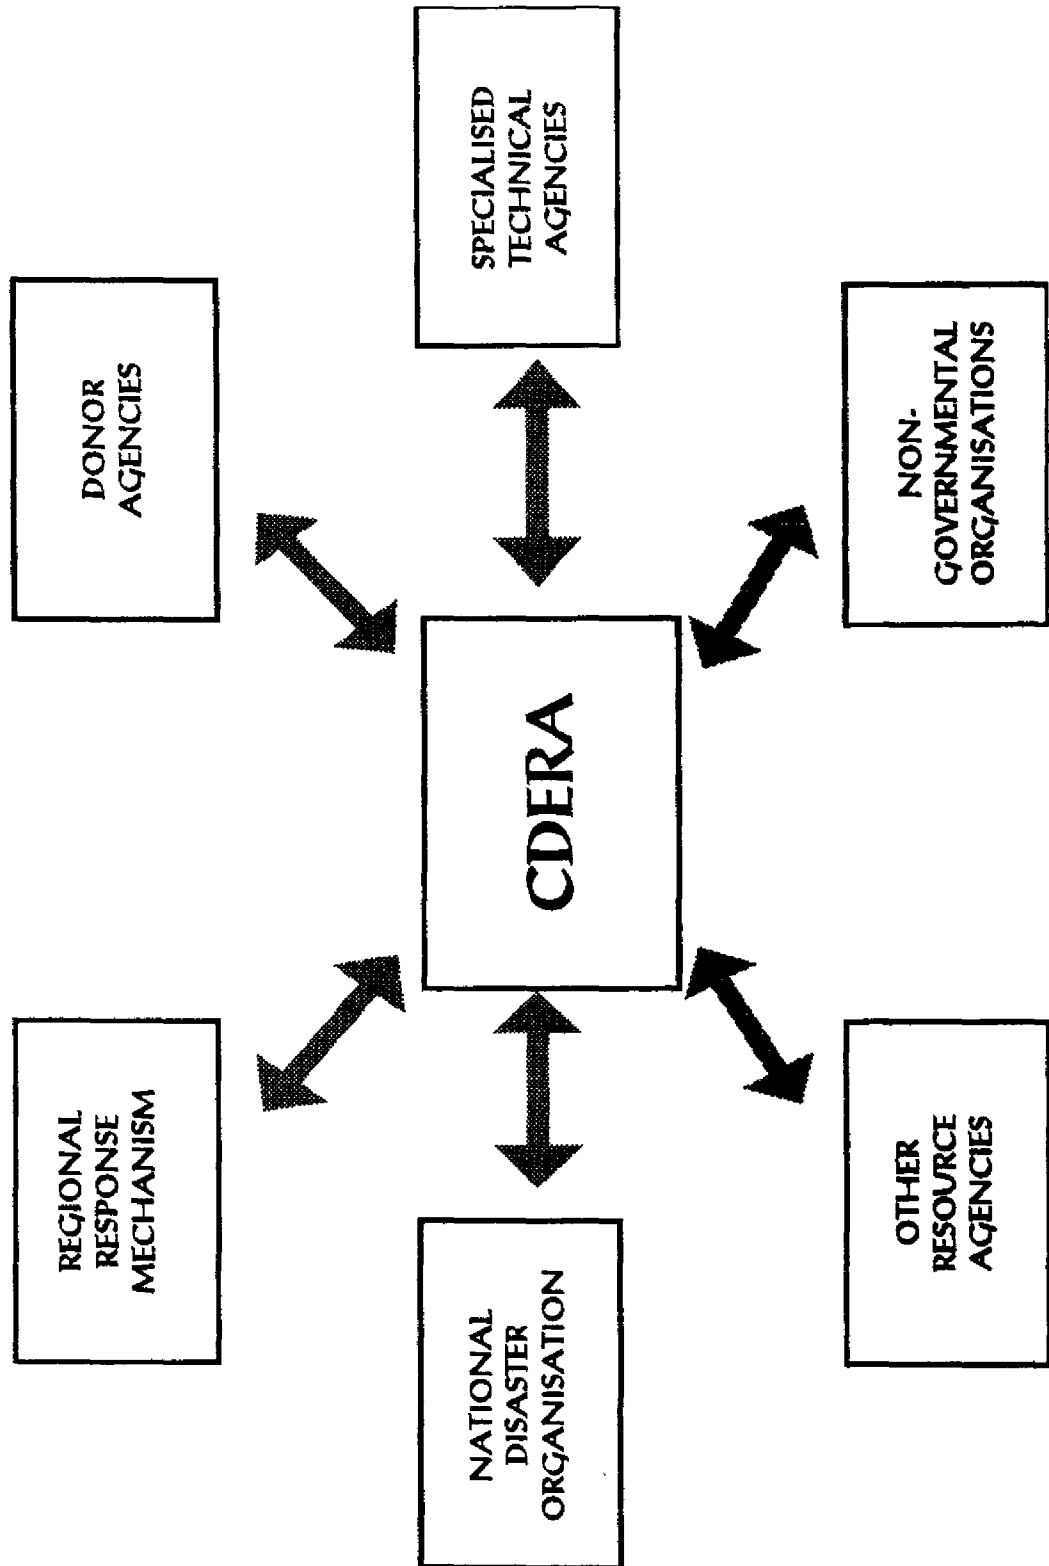 REGIONAL
RESPONSE
MECHANISM
DONOR
AGENCIES
NATIONAL
DISASTER
ORGANISATION
CDERA
SPECIALISED
TECHNICAL
AGENCIES
OTHER
RESOURCE
AGENCIES
NON-
GOVERNMENTAL
ORGANISATIONS